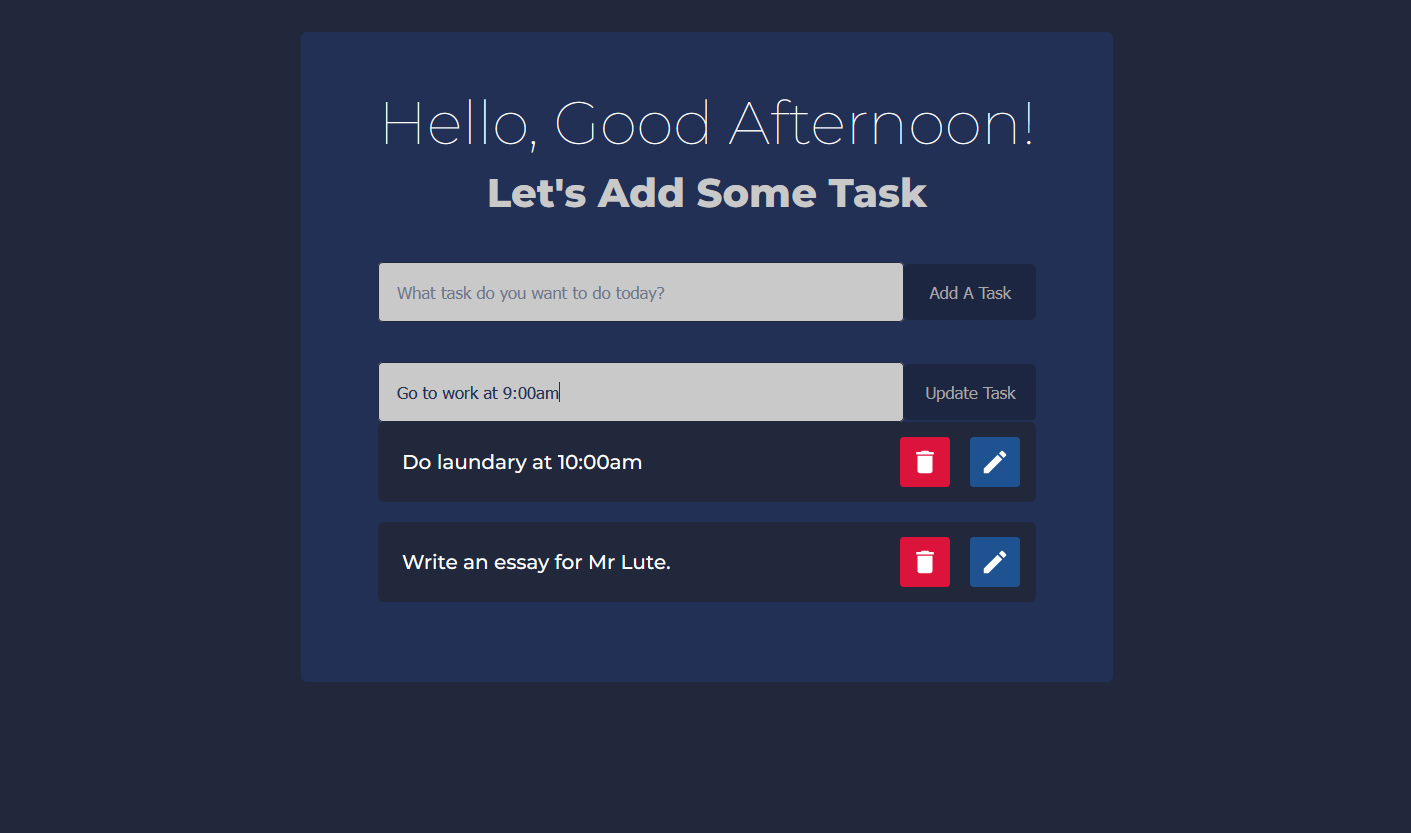 Hello, Good Afternoon!
Let's Add Some Task
What task do you want to do today?
Add A Task
Go to work at 9:00am
Update Task
Do laundary at 10:00am
Write an essay for Mr Lute.